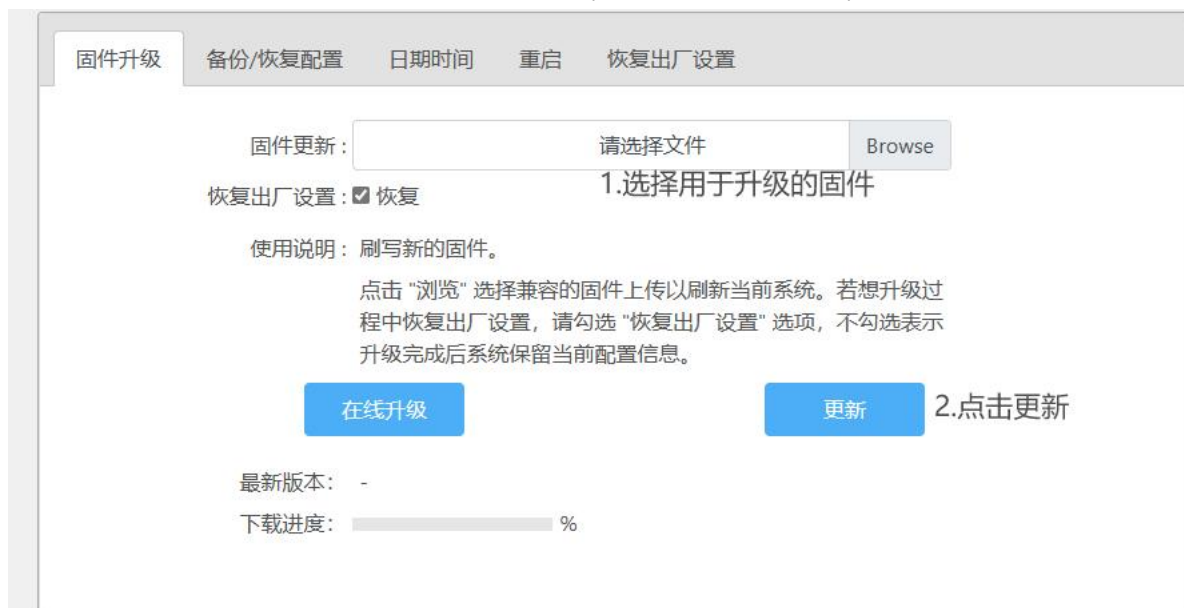 固件升级 备份/恢复配置 日期时间 重启 恢复出厂设置
固件更新 : 请选择文件 Browse
1.选择用于升级的固件
恢复出厂设置 : 恢复
使用说明 : 刷写新的固件。
点击 "浏览" 选择兼容的固件上传以刷新当前系统。若想升级过
程中恢复出厂设置，请勾选 "恢复出厂设置" 选项，不勾选表示
升级完成后系统保留当前配置信息。
在线升级 更新 2.点击更新
最新版本： -
下载进度： %